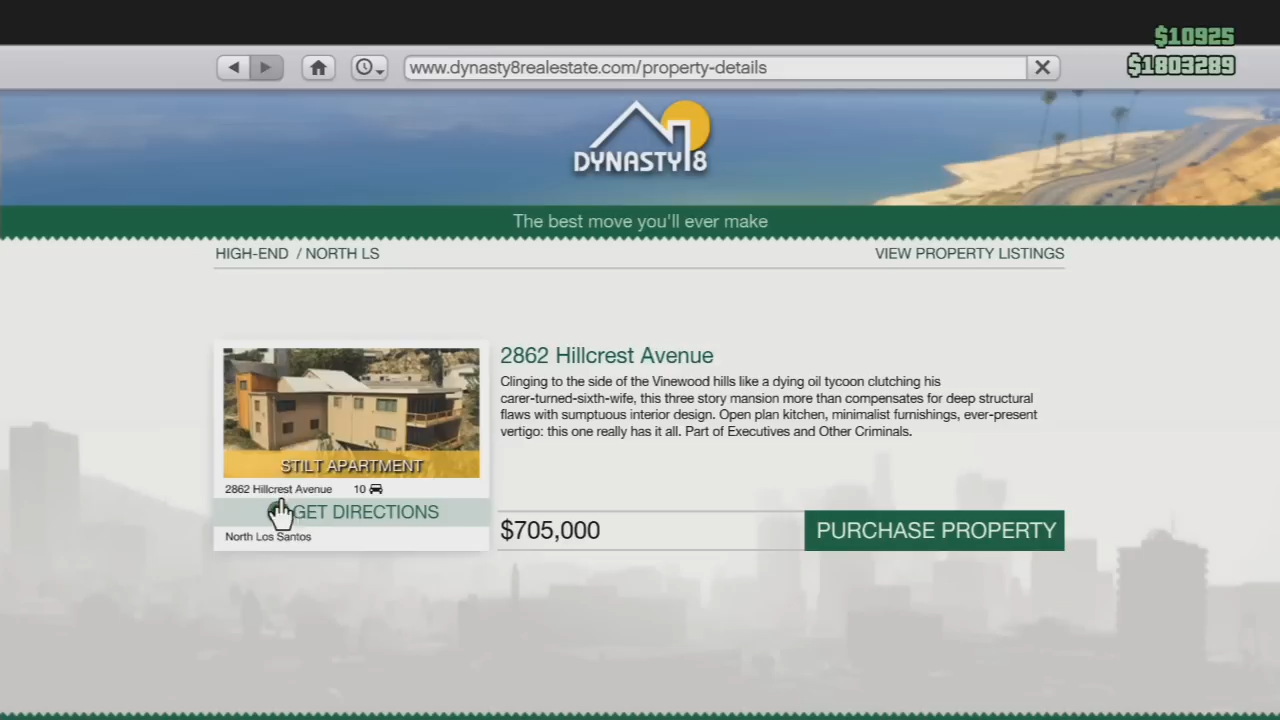 $10925
www.dynasty8realestate.com/property-details
$1803289
DYNASTY8
The best move you'll ever make
HIGH-END / NORTH LS
VIEW PROPERTY LISTINGS
STILT APARTMENT
2862 Hillcrest Avenue 10
GET DIRECTIONS
North Los Santos
2862 Hillcrest Avenue
Clinging to the side of the Vinewood hills like a dying oil tycoon clutching his
carer-turned-sixth-wife, this three story mansion more than compensates for deep structural
flaws with sumptuous interior design. Open plan kitchen, minimalist furnishings, ever-present
vertigo: this one really has it all. Part of Executives and Other Criminals.
$705,000
PURCHASE PROPERTY